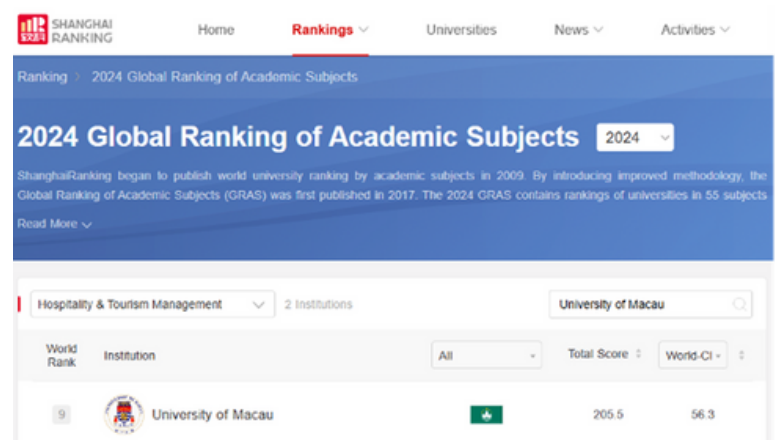 SHANGHAI
RANKING
Home
Rankings
Universities
News
Activities
Ranking > 2024 Global Ranking of Academic Subjects
2024 Global Ranking of Academic Subjects
2024
ShanghaiRanking began to publish world university ranking by academic subjects in 2009. By introducing improved methodology, the
Global Ranking of Academic Subjects (GRAS) was first published in 2017. The 2024 GRAS contains rankings of universities in 55 subjects
Read More
Hospitality & Tourism Management
2 Institutions
University of Macau
World
Rank
Institution
All
Total Score
World-Cl
9
University of Macau
205.5
56.3